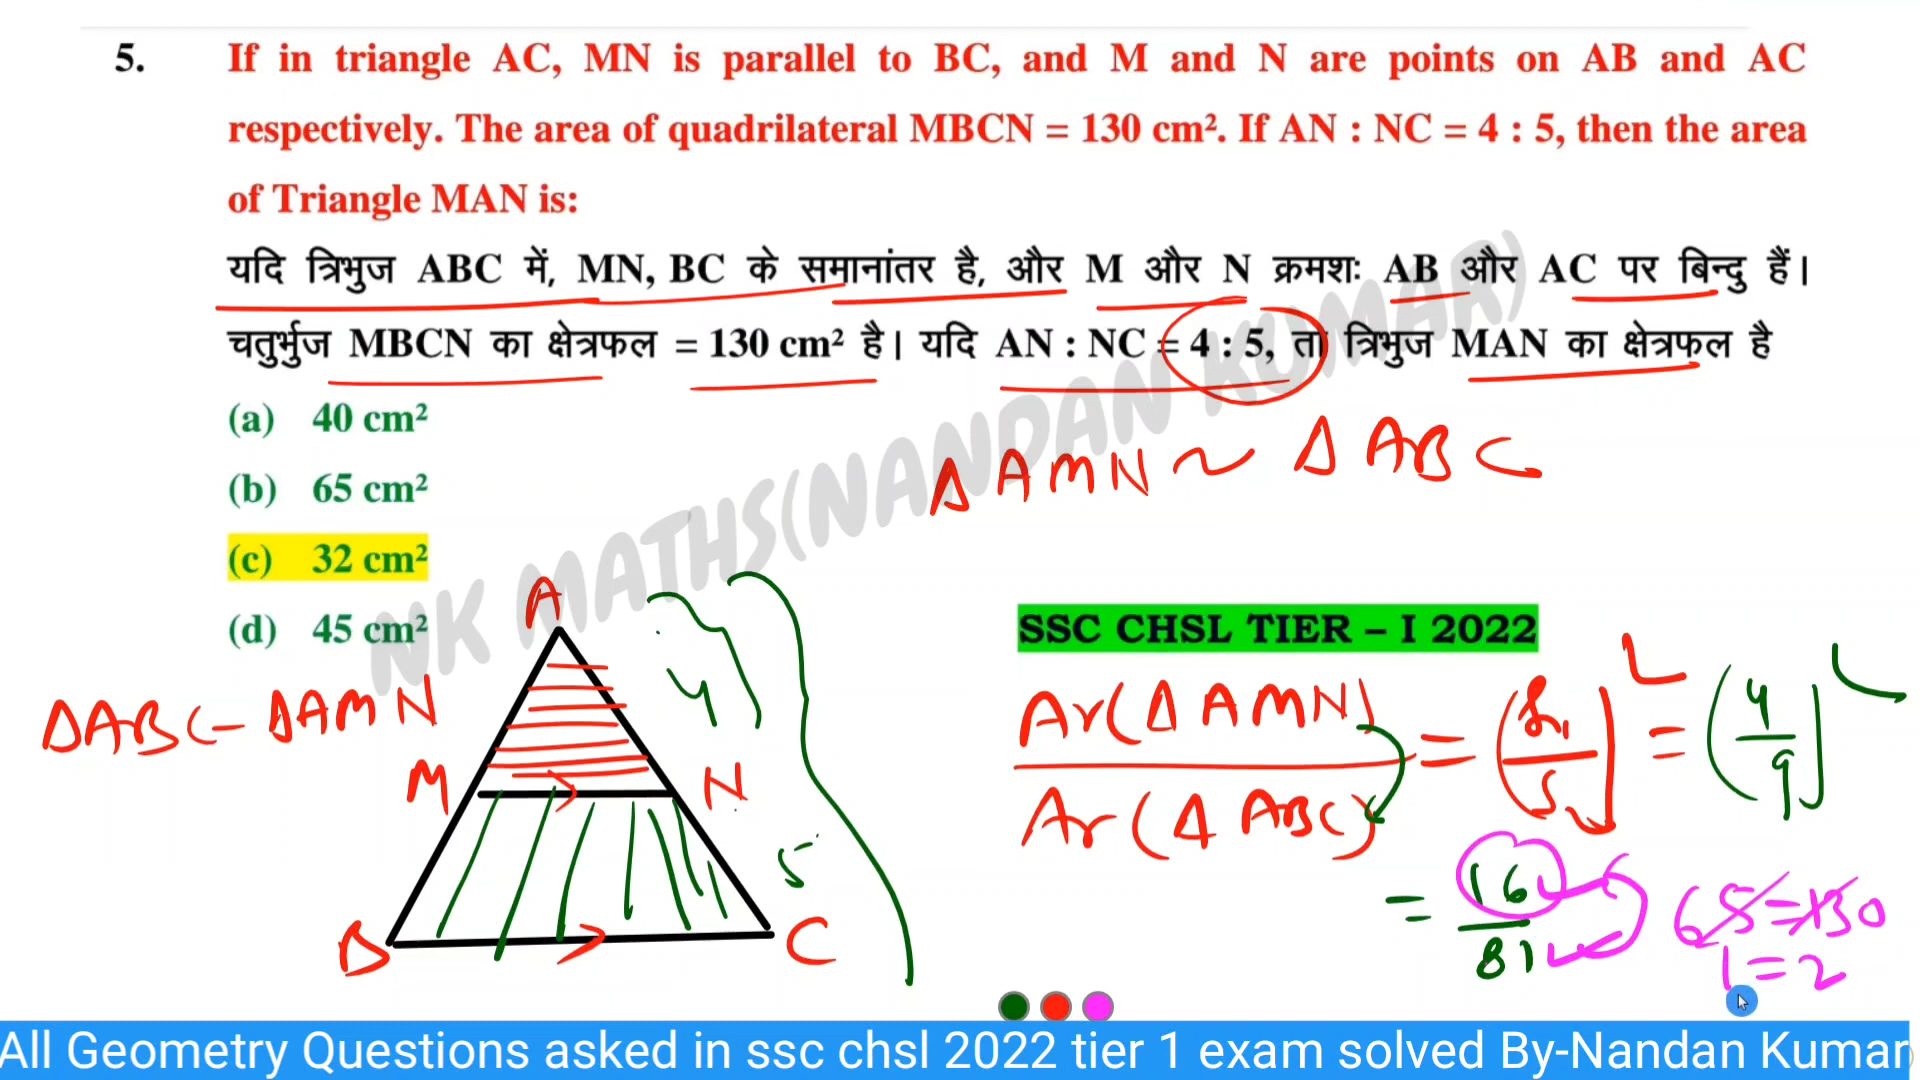 5. If in triangle AC, MN is parallel to BC, and M and N are points on AB and AC
respectively. The area of quadrilateral MBCN = 130 cm². If AN : NC = 4 : 5, then the area
of Triangle MAN is:
यदि त्रिभुज ABC में, MN, BC के समानांतर है, और M और N क्रमशः AB और AC पर बिन्दु हैं।
चतुर्भुज MBCN का क्षेत्रफल = 130 cm² है। यदि AN : NC = 4 : 5, तो त्रिभुज MAN का क्षेत्रफल है
(a) 40 cm²
(b) 65 cm²
(c) 32 cm²
(d) 45 cm²
NK MATHS(NANDAN KUMAR)
Δ AMN ~ Δ ABC
SSC CHSL TIER – I 2022
ΔABC - ΔAMN
A
4
M
N
5
B
C
Ar(Δ AMN)
Ar(Δ ABC)
=
= (4/9)²
= 16/81
65 = 130
1 = 2
All Geometry Questions asked in ssc chsl 2022 tier 1 exam solved By-Nandan Kumar